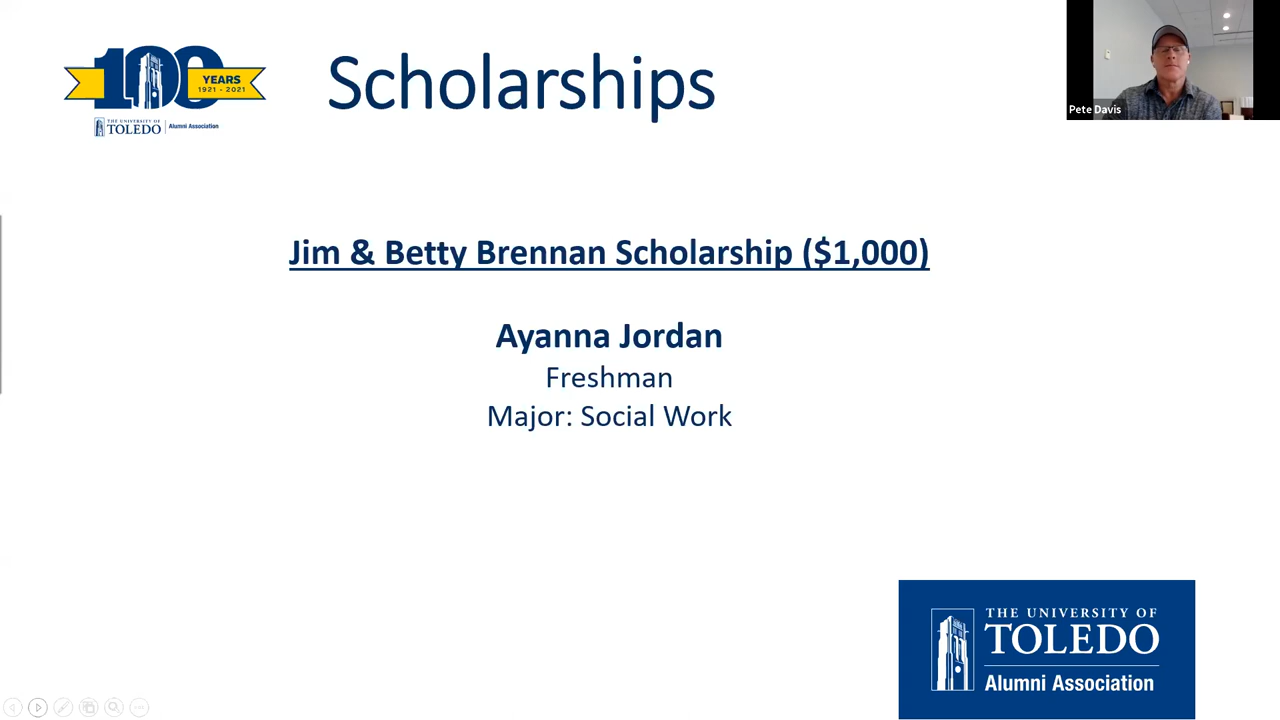 100
YEARS
1921 - 2021
THE UNIVERSITY OF
TOLEDO
Alumni Association
Scholarships
Pete Davis
Jim & Betty Brennan Scholarship ($1,000)
Ayanna Jordan
Freshman
Major: Social Work
THE UNIVERSITY OF
TOLEDO
Alumni Association